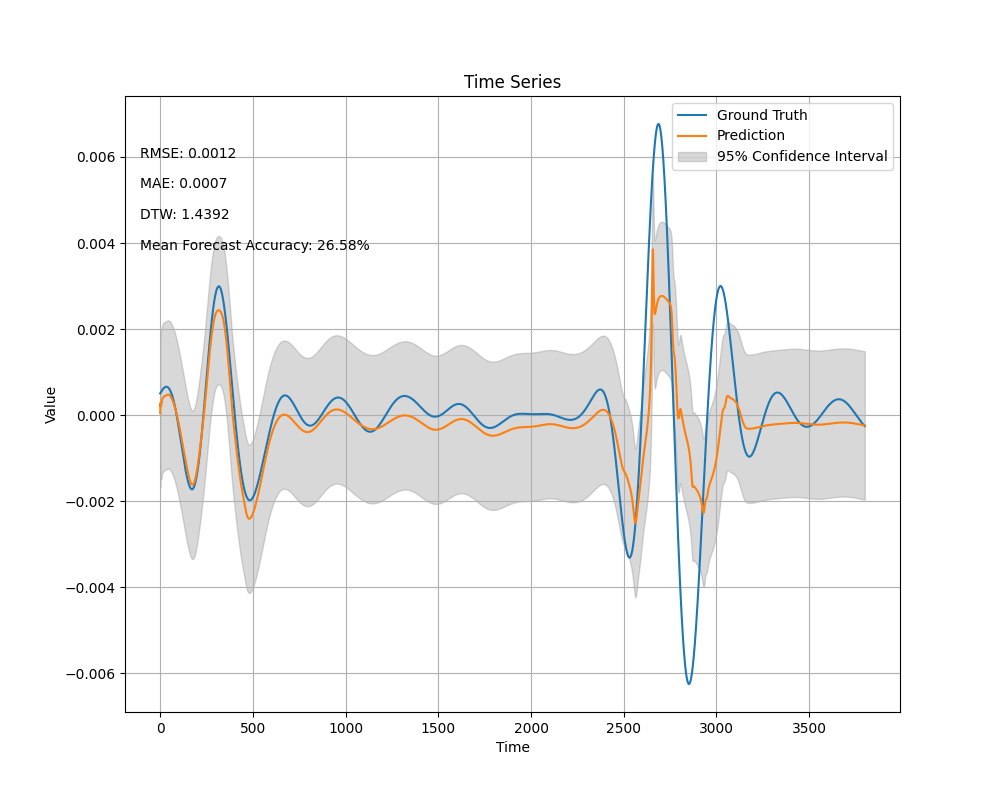 Time Series
Ground Truth
Prediction
95% Confidence Interval
RMSE: 0.0012
MAE: 0.0007
DTW: 1.4392
Mean Forecast Accuracy: 26.58%
0.006
0.004
0.002
0.000
−0.002
−0.004
−0.006
Value
0 500 1000 1500 2000 2500 3000 3500
Time